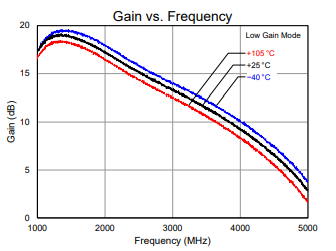 Gain vs. Frequency
Low Gain Mode
+105 °C
+25 °C
−40 °C
20
15
10
5
0
Gain (dB)
1000 2000 3000 4000 5000
Frequency (MHz)